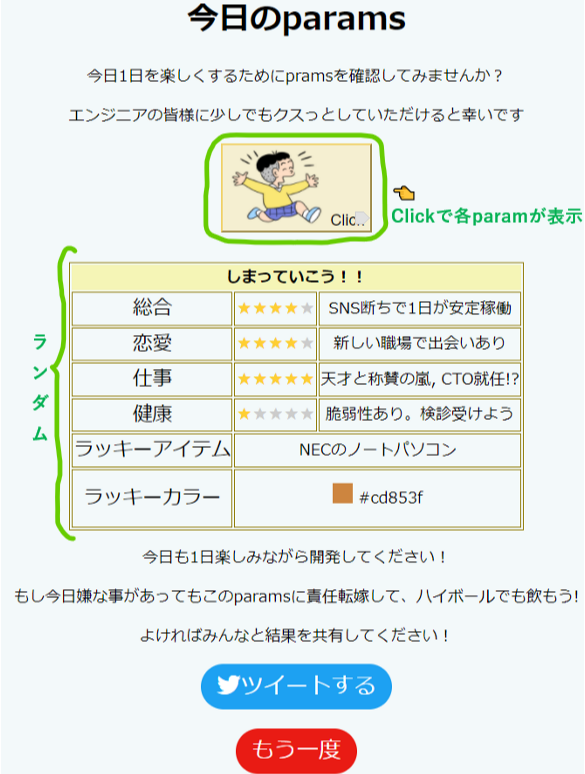 今日のparams
今日1日を楽しくするためにpramsを確認してみませんか？
エンジニアの皆様に少しでもクスっとしていただけると幸いです
Clickで各paramが表示
しまっていこう！！
総合 ★★★★★ SNS断ちで1日が安定稼働
恋愛 ★★★★★ 新しい職場で出会いあり
仕事 ★★★★★ 天才と称賛の嵐, CTO就任!?
健康 ★★★★★ 脆弱性あり。検診受けよう
ラッキーアイテム NECのノートパソコン
ラッキーカラー #cd853f
ランダム
今日も1日楽しみながら開発してください！
もし今日嫌な事があってもこのparamsに責任転嫁して、ハイボールでも飲もう!
よければみんなと結果を共有してください！
ツイートする
もう一度